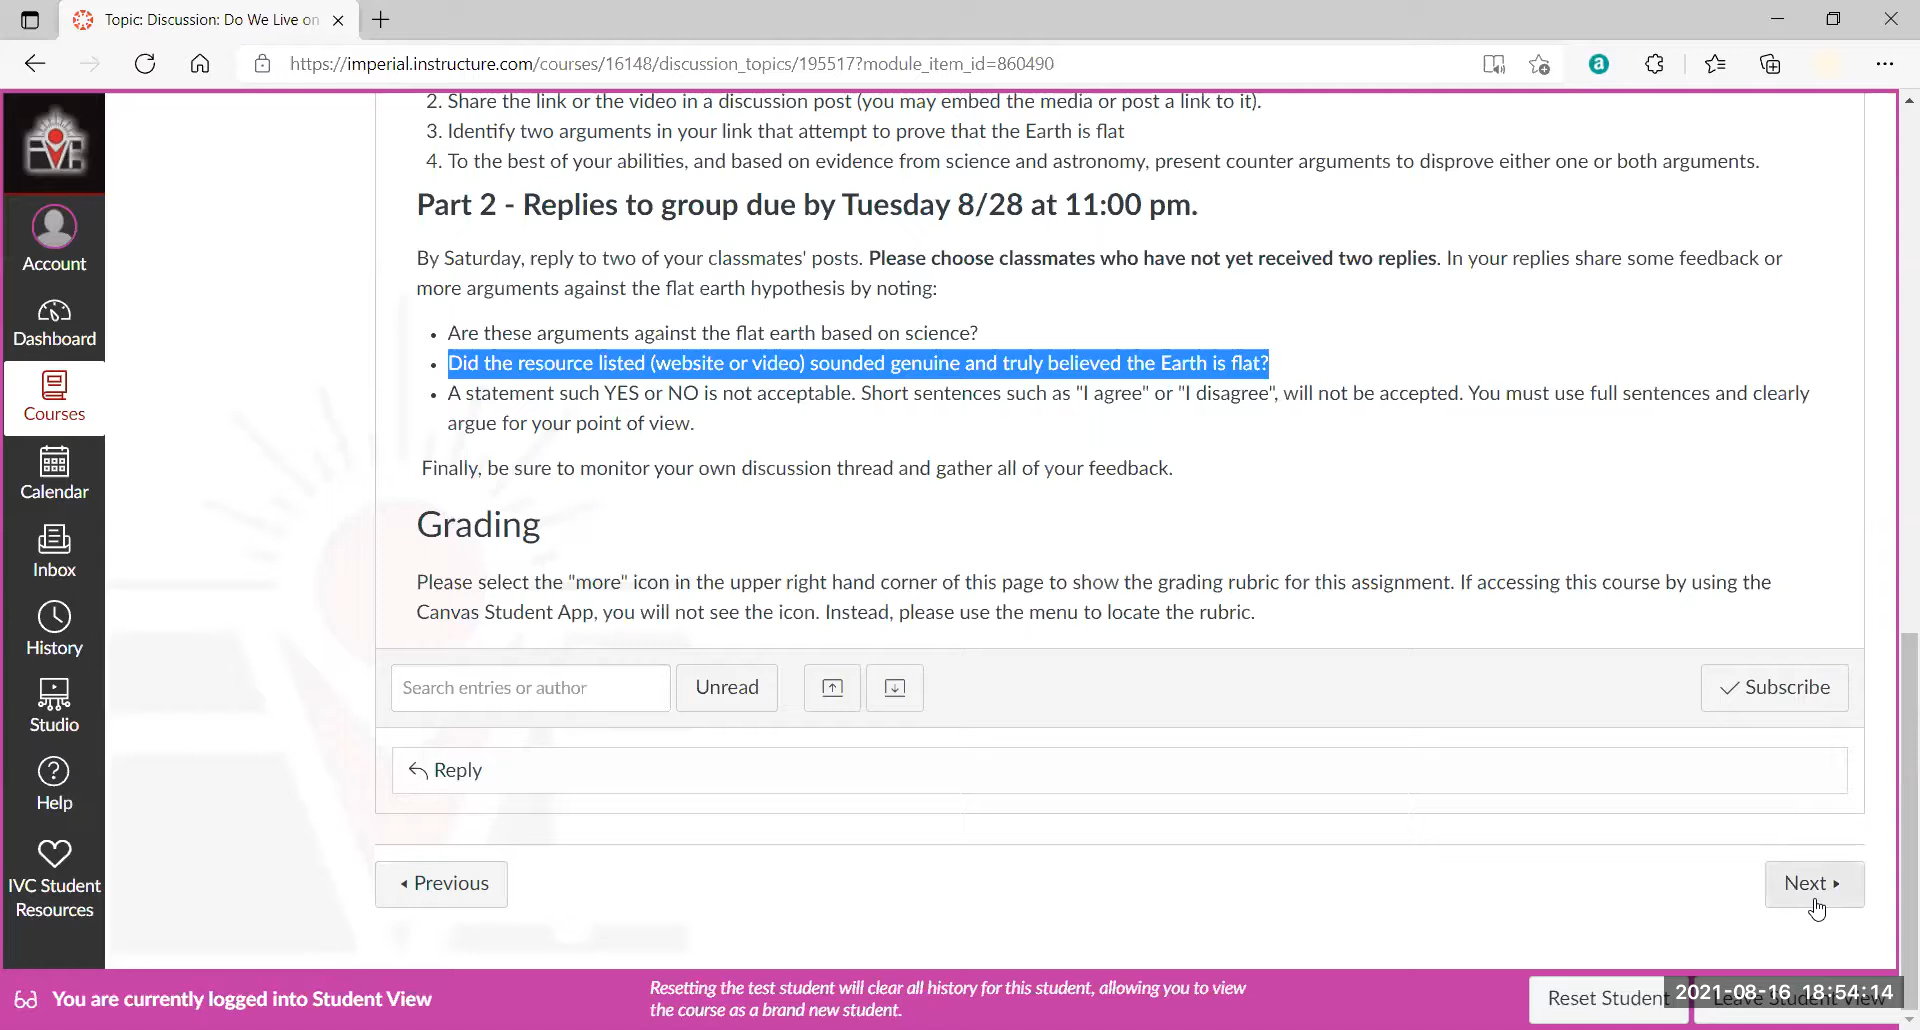 Topic: Discussion: Do We Live on
https://imperial.instructure.com/courses/16148/discussion_topics/195517?module_item_id=860490
2. Share the link or the video in a discussion post (you may embed the media or post a link to it).
3. Identify two arguments in your link that attempt to prove that the Earth is flat
4. To the best of your abilities, and based on evidence from science and astronomy, present counter arguments to disprove either one or both arguments.
Part 2 - Replies to group due by Tuesday 8/28 at 11:00 pm.
By Saturday, reply to two of your classmates' posts. Please choose classmates who have not yet received two replies. In your replies share some feedback or
more arguments against the flat earth hypothesis by noting:
• Are these arguments against the flat earth based on science?
• Did the resource listed (website or video) sounded genuine and truly believed the Earth is flat?
• A statement such YES or NO is not acceptable. Short sentences such as "I agree" or "I disagree", will not be accepted. You must use full sentences and clearly
argue for your point of view.
Finally, be sure to monitor your own discussion thread and gather all of your feedback.
Grading
Please select the "more" icon in the upper right hand corner of this page to show the grading rubric for this assignment. If accessing this course by using the
Canvas Student App, you will not see the icon. Instead, please use the menu to locate the rubric.
Search entries or author
Unread
Subscribe
Reply
Previous
Next
Account
Dashboard
Courses
Calendar
Inbox
History
Studio
Help
IVC Student
Resources
You are currently logged into Student View
Resetting the test student will clear all history for this student, allowing you to view
the course as a brand new student.
Reset Student
Leave Student View
2021-08-16 18:54:14